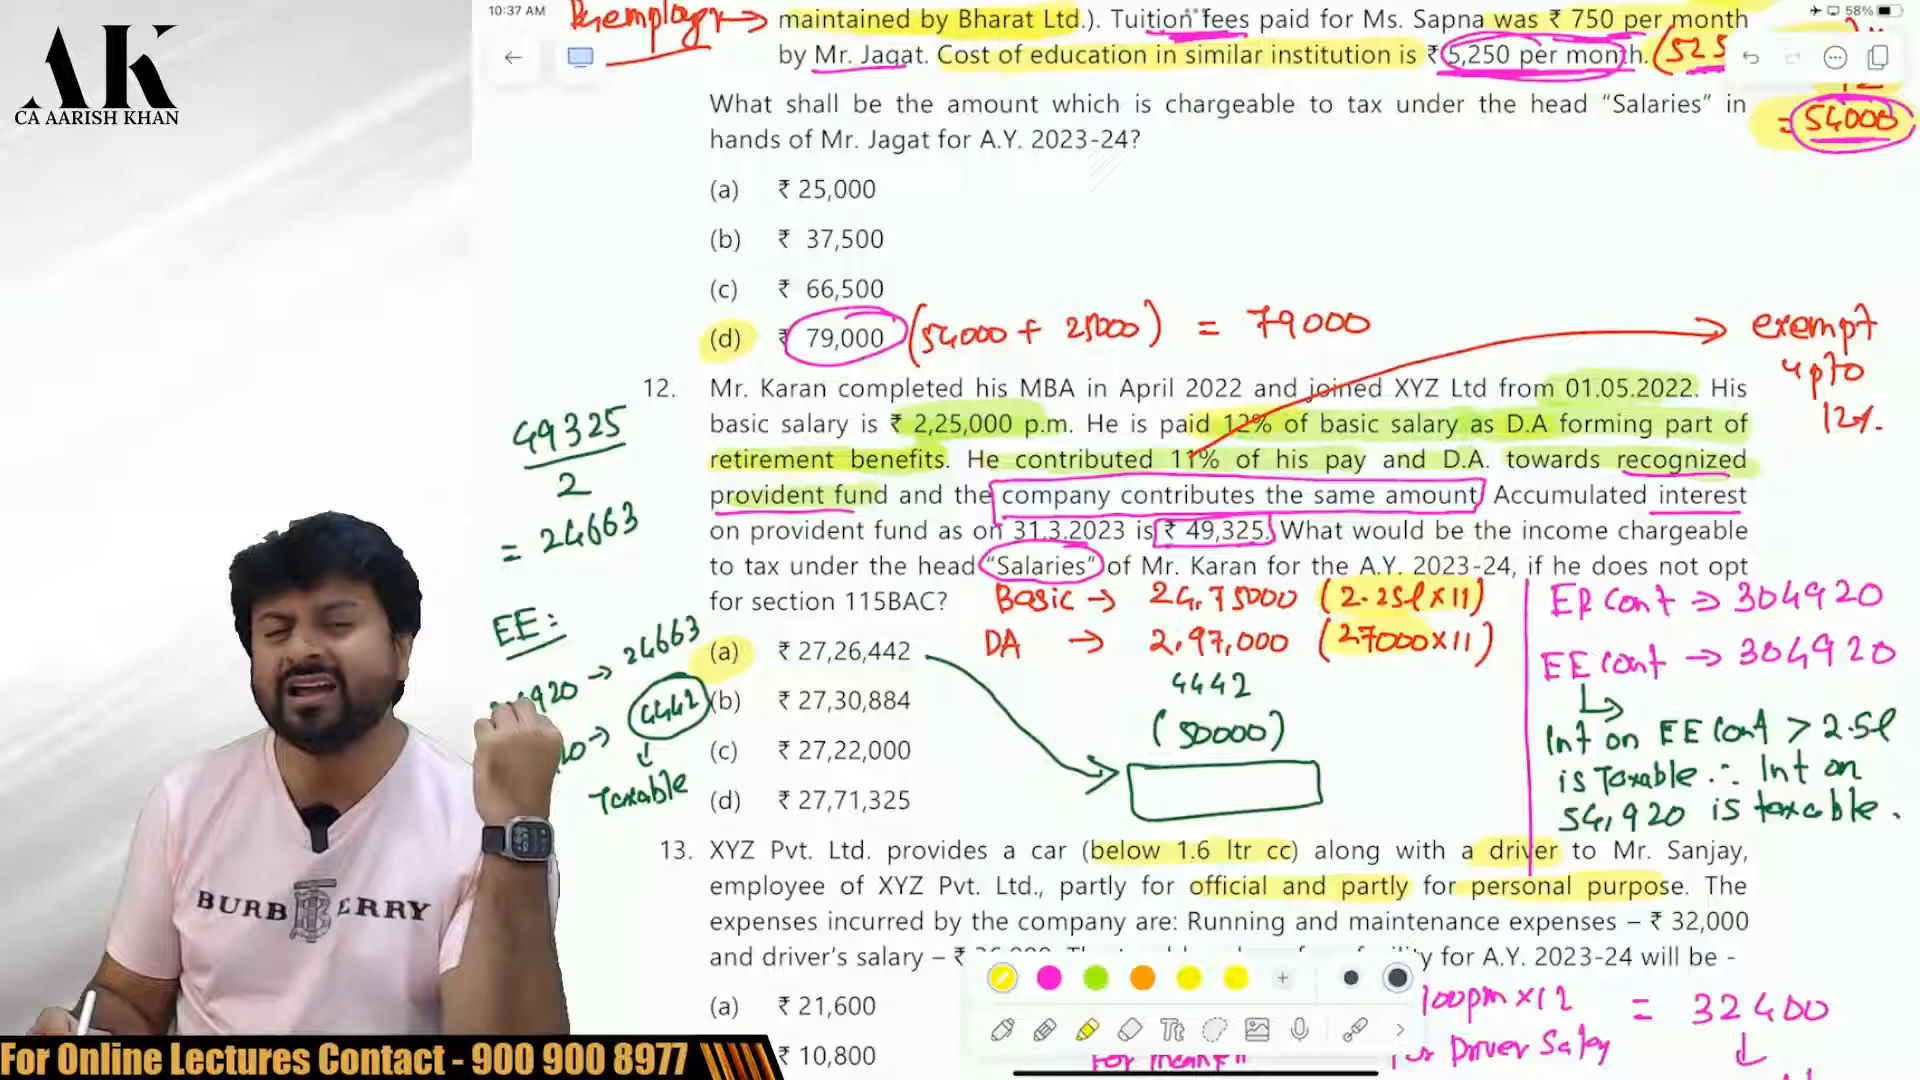 10:37 AM
58%
AK
CA AARISH KHAN
maintained by Bharat Ltd.). Tuition fees paid for Ms. Sapna was ₹ 750 per month
by Mr. Jagat. Cost of education in similar institution is ₹ 5,250 per month. (525
What shall be the amount which is chargeable to tax under the head “Salaries” in
hands of Mr. Jagat for A.Y. 2023-24?
= 54000
(a) ₹ 25,000
(b) ₹ 37,500
(c) ₹ 66,500
(d) ₹ 79,000 (54000 + 25000) = 79000
exempt
upto
12%.
12. Mr. Karan completed his MBA in April 2022 and joined XYZ Ltd from 01.05.2022. His
basic salary is ₹ 2,25,000 p.m. He is paid 12% of basic salary as D.A forming part of
retirement benefits. He contributed 11% of his pay and D.A. towards recognized
provident fund and the company contributes the same amount. Accumulated interest
on provident fund as on 31.3.2023 is ₹ 49,325. What would be the income chargeable
to tax under the head “Salaries” of Mr. Karan for the A.Y. 2023-24, if he does not opt
for section 115BAC?
49325
2
= 24663
EE:
920 → 24663
20 → 4442
↓
Taxable
Basic → 24,75000 (2.25l x 11)
DA → 2,97,000 (27000x11)
4442
(50000)
ER Cont → 304920
EE Cont → 304920
Int on EE Cont > 2.5l
is Taxable ∴ Int on
54,920 is taxable.
(a) ₹ 27,26,442
(b) ₹ 27,30,884
(c) ₹ 27,22,000
(d) ₹ 27,71,325
13. XYZ Pvt. Ltd. provides a car (below 1.6 ltr cc) along with a driver to Mr. Sanjay,
employee of XYZ Pvt. Ltd., partly for official and partly for personal purpose. The
expenses incurred by the company are: Running and maintenance expenses – ₹ 32,000
and driver’s salary – ₹ y for A.Y. 2023-24 will be -
(a) ₹ 21,600
₹ 10,800
00pm x12 = 32400
Driver Salary
Tt
BURB ERRY
For Online Lectures Contact - 900 900 8977